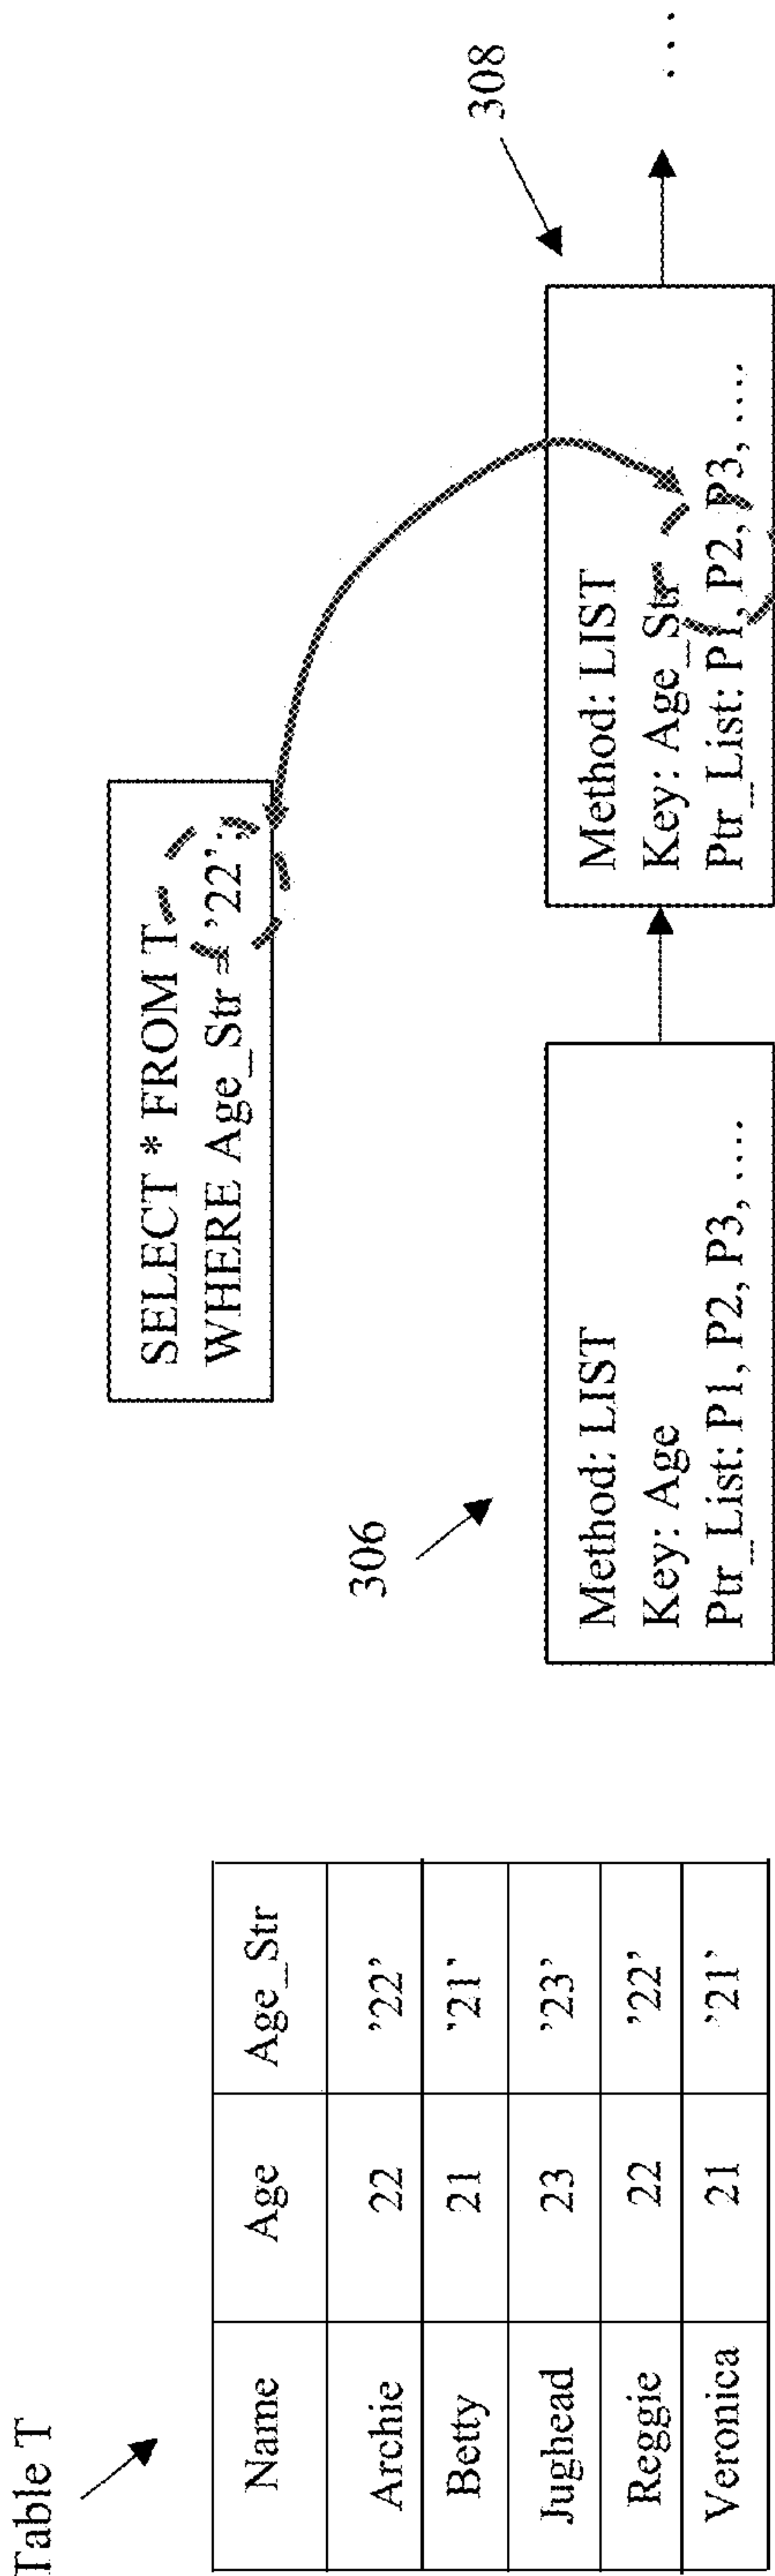 Table T
Name Age Age_Str
Archie 22 ’22’
Betty 21 '21'
Jughead 23 ’23’
Reggie 22 ’22’
Veronica 21 ’21’
SELECT * FROM T
WHERE Age_Str = ’22’;
306
Method: LIST
Key: Age
Ptr_List: P1, P2, P3, ....
308
Method: LIST
Key: Age_Str
Ptr_List: P1, P2, P3, ....
...